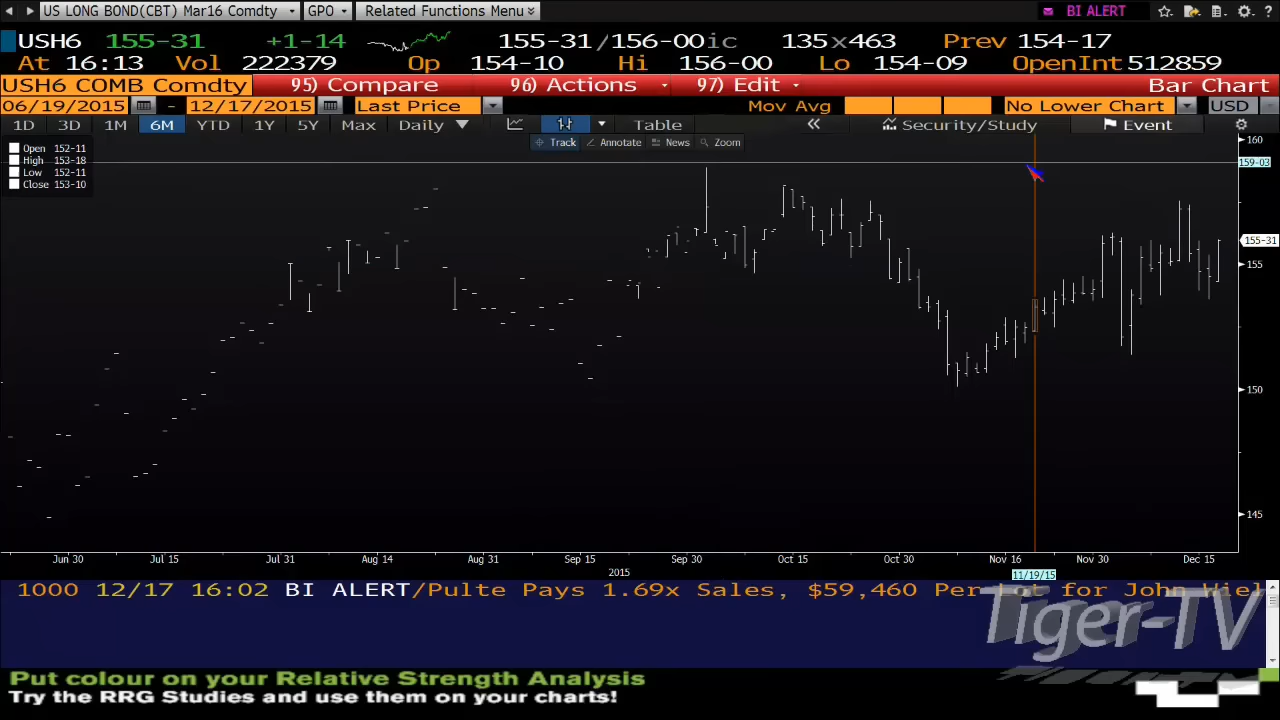 US LONG BOND(CBT) Mar16 Comdty GPO Related Functions Menu BI ALERT
USH6 155-31 +1-14 155-31/156-00ic 135x463 Prev 154-17
At 16:13 Vol 222379 Op 154-10 Hi 156-00 Lo 154-09 OpenInt 512859
USH6 COMB Comdty 95) Compare 96) Actions 97) Edit Bar Chart
06/19/2015 - 12/17/2015 Last Price Mov Avg No Lower Chart USD
1D 3D 1M 6M YTD 1Y 5Y Max Daily Table « Security/Study Event
Track Annotate News Zoom
Open 152-11
High 153-18
Low 152-11
Close 153-10
160
159-03
155-31
155
150
145
Jun 30 Jul 15 Jul 31 Aug 14 Aug 31 Sep 15 Sep 30 Oct 15 Oct 30 Nov 16 Nov 30 Dec 15
2015
11/19/15
1000 12/17 16:02 BI ALERT/Pulte Pays 1.69x Sales, $59,460 Per Lot for John Wiel
Tiger-TV
Put colour on your Relative Strength Analysis
Try the RRG Studies and use them on your charts!